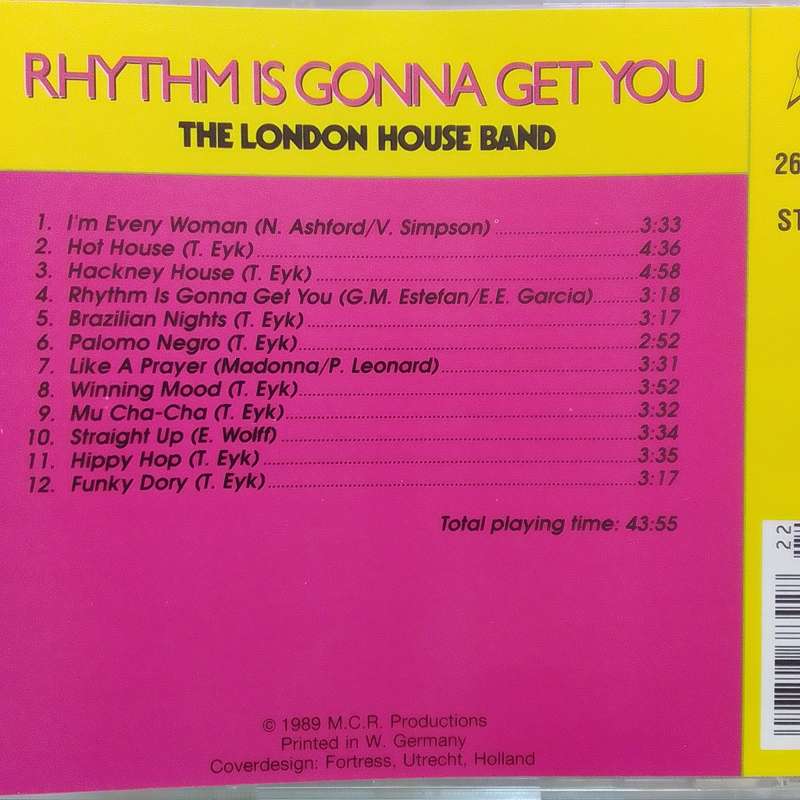 RHYTHM IS GONNA GET YOU
THE LONDON HOUSE BAND
1. I'm Every Woman (N. Ashford/V. Simpson) 3:33
2. Hot House (T. Eyk) 4:36
3. Hackney House (T. Eyk) 4:58
4. Rhythm Is Gonna Get You (G.M. Estefan/E.E. Garcia) 3:18
5. Brazilian Nights (T. Eyk) 3:17
6. Palomo Negro (T. Eyk) 2:52
7. Like A Prayer (Madonna/P. Leonard) 3:31
8. Winning Mood (T. Eyk) 3:52
9. Mu Cha-Cha (T. Eyk) 3:32
10. Straight Up (E. Wolff) 3:34
11. Hippy Hop (T. Eyk) 3:35
12. Funky Dory (T. Eyk) 3:17
Total playing time: 43:55
© 1989 M.C.R. Productions
Printed in W. Germany
Coverdesign: Fortress, Utrecht, Holland
26
ST
22